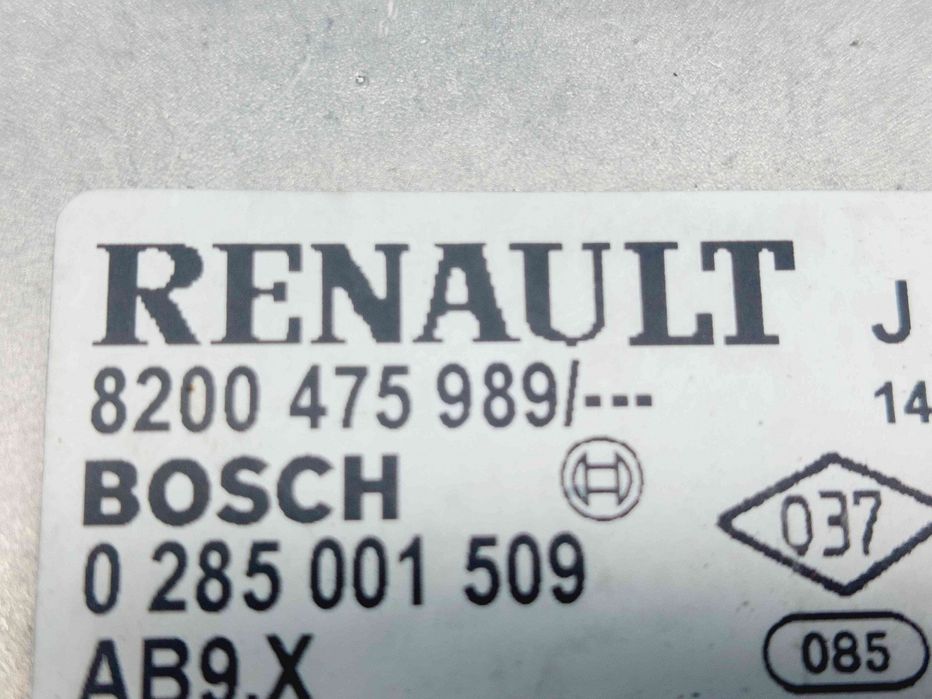 RENAULT J
8200 475 989/--- 14
BOSCH 037
0 285 001 509
AB9.X 085